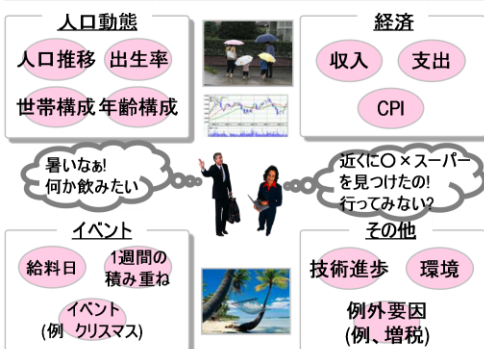 人口動態
人口推移 出生率
世帯構成 年齢構成
経済
収入 支出
CPI
暑いなぁ!
何か飲みたい
近くに〇×スーパー
を見つけたの!
行ってみない?
イベント
給料日
1週間の
積み重ね
イベント
(例 クリスマス)
その他
技術進歩 環境
例外要因
(例、増税)